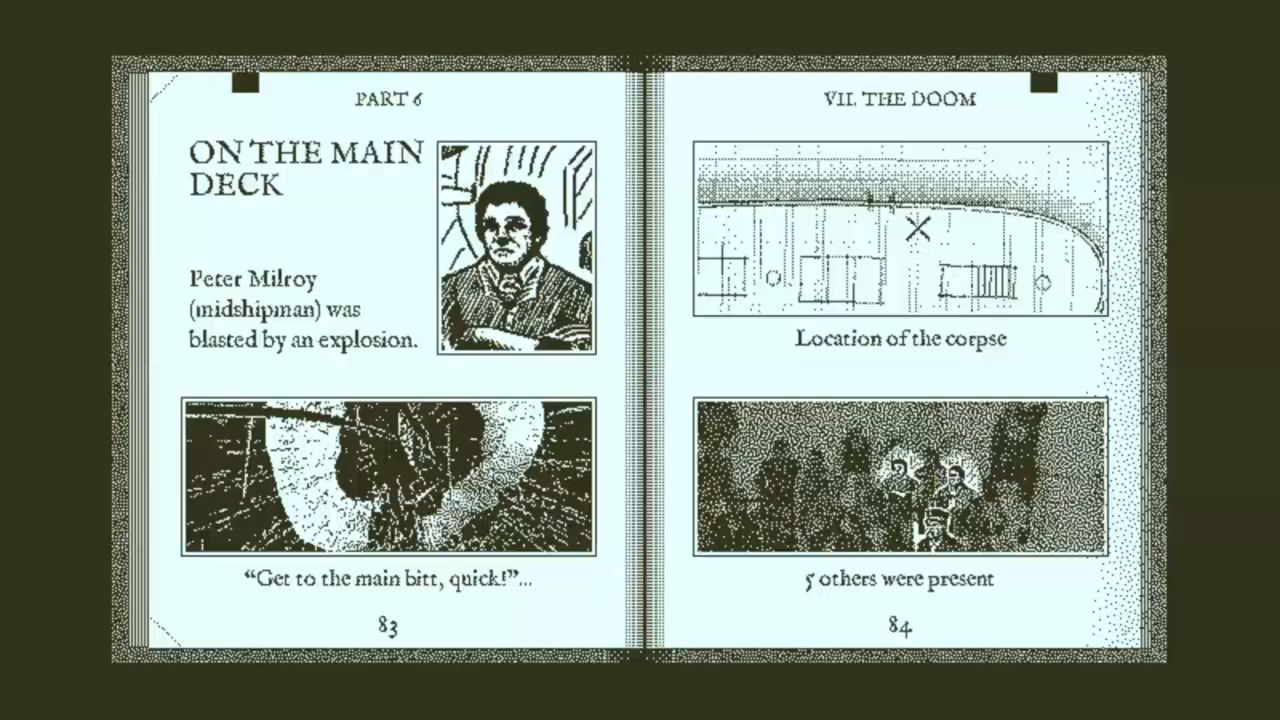 PART 6
ON THE MAIN
DECK
Peter Milroy
(midshipman) was
blasted by an explosion.
“Get to the main bitt, quick!”...
83
VII. THE DOOM
Location of the corpse
5 others were present
84